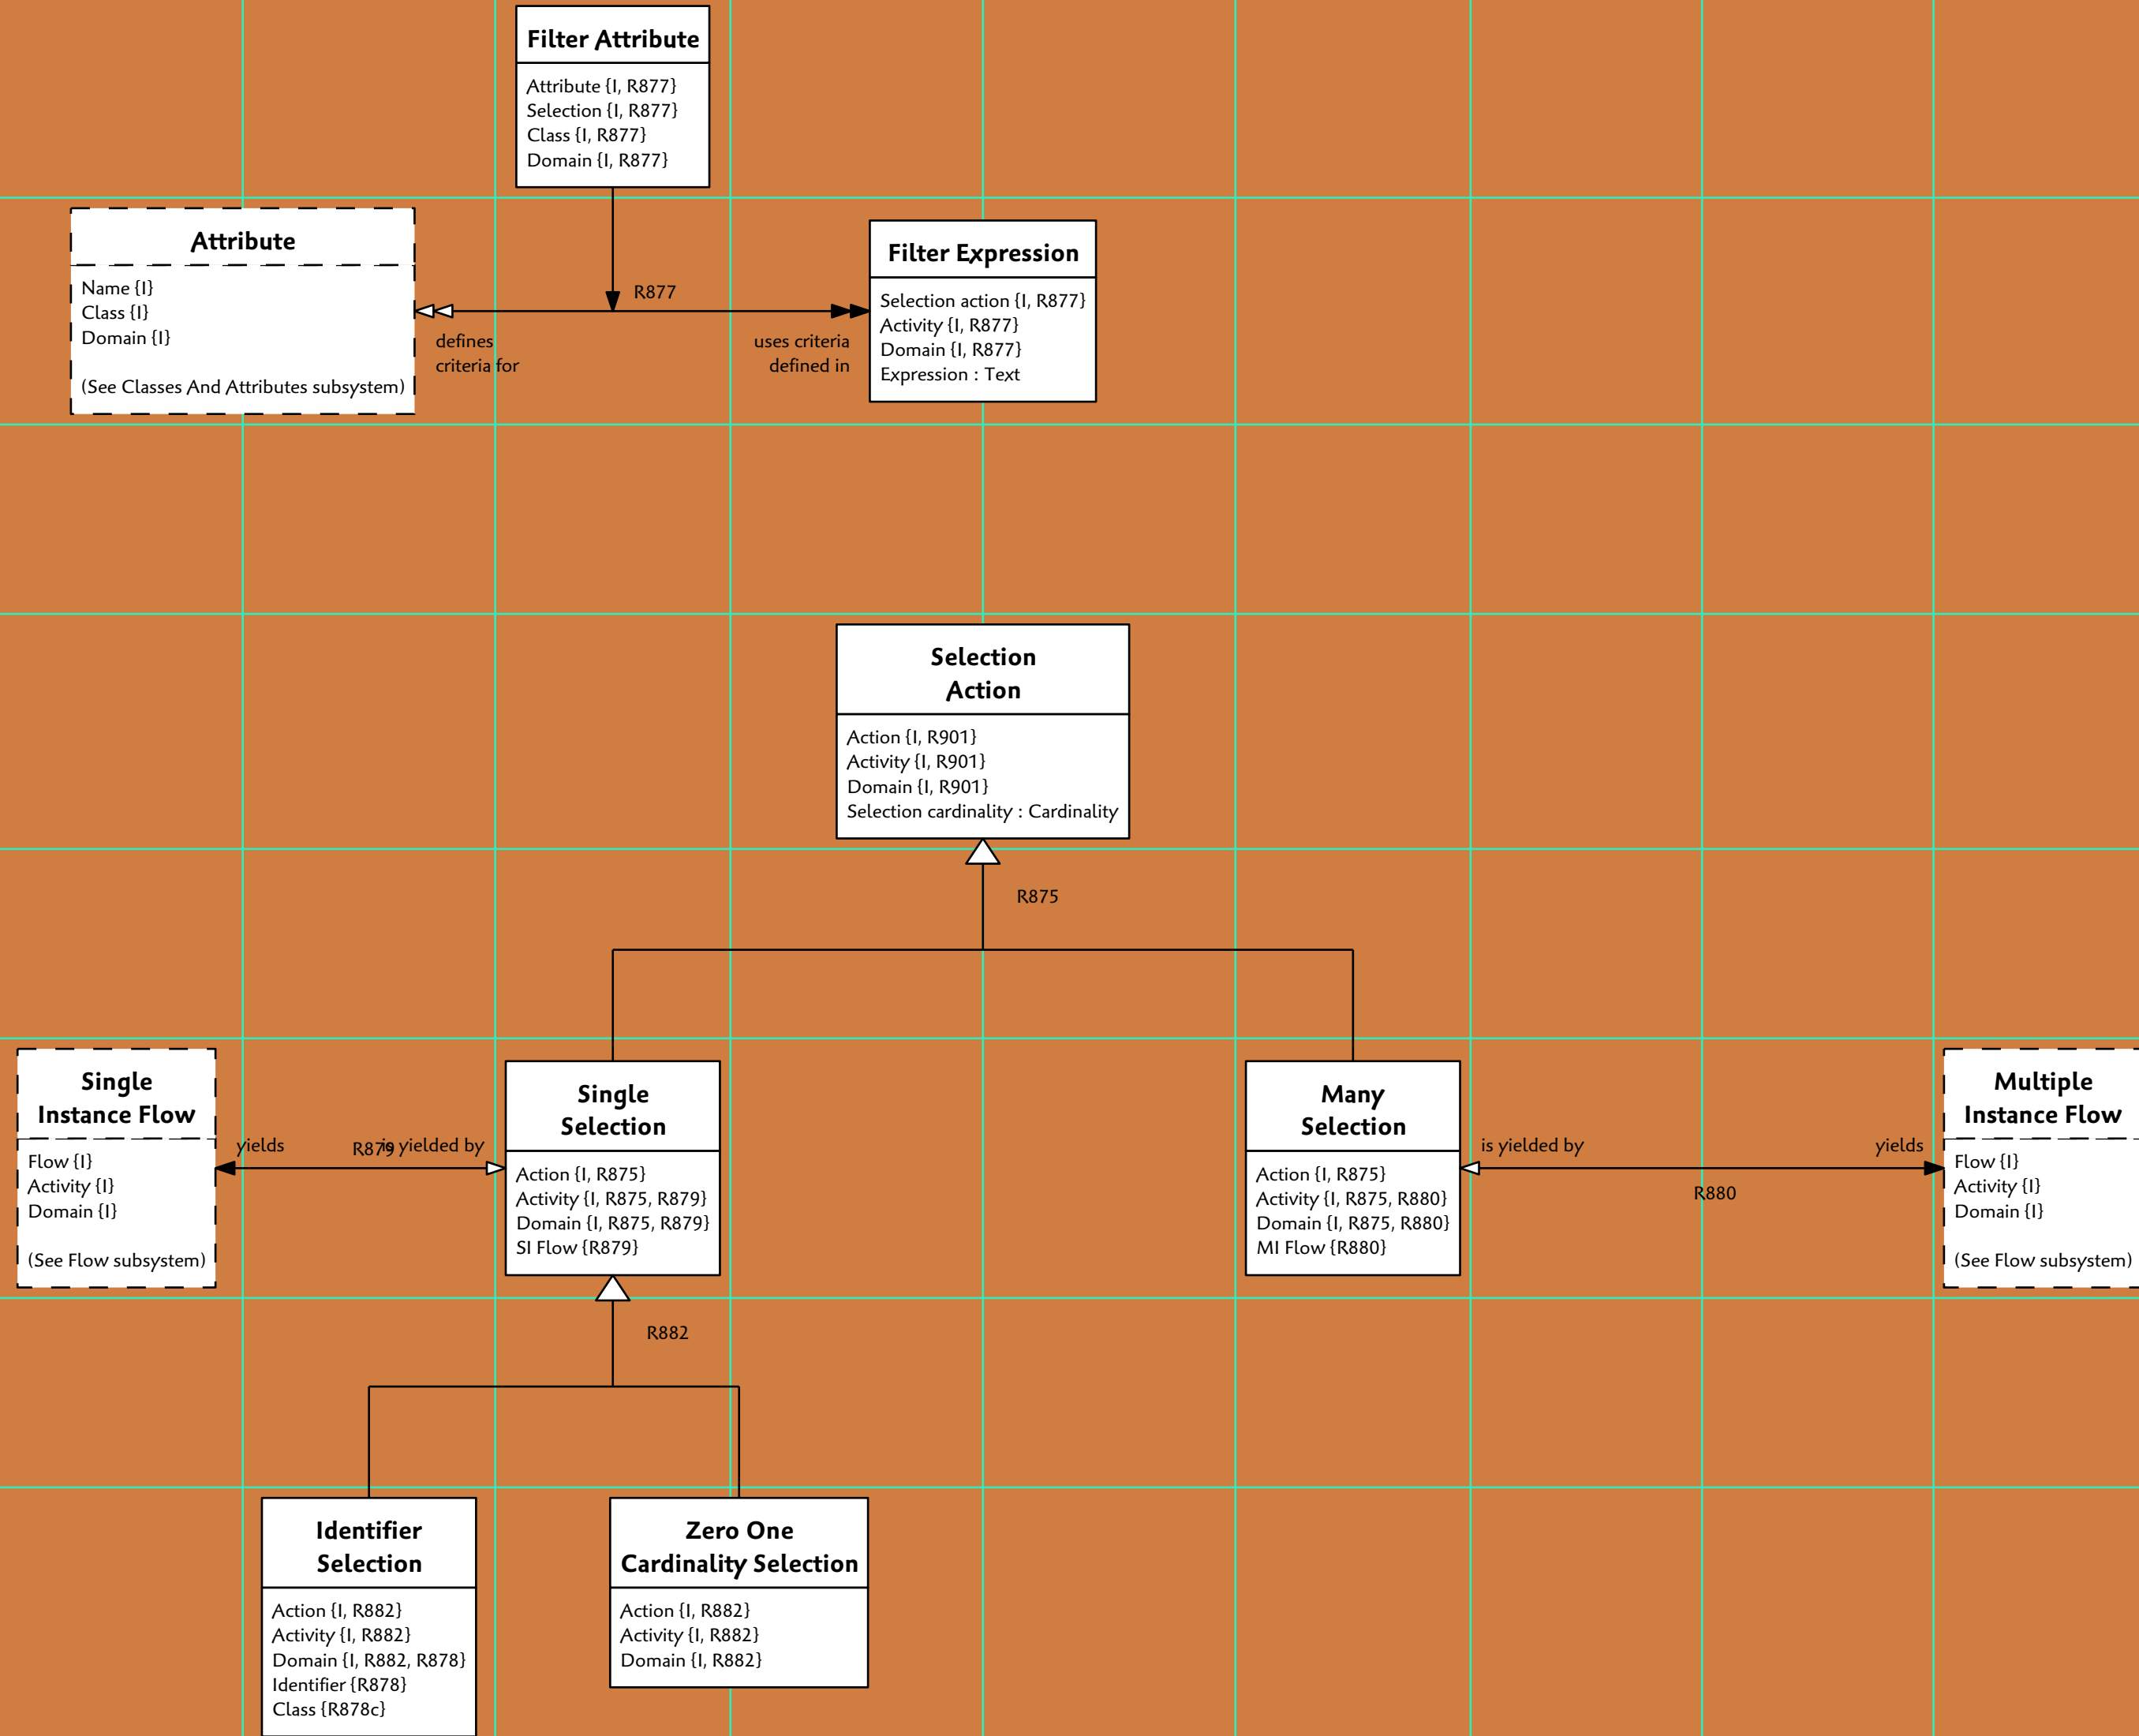 Filter Attribute
Attribute {I, R877}
Selection {I, R877}
Class {I, R877}
Domain {I, R877}
Attribute
Name {I}
Class {I}
Domain {I}
(See Classes And Attributes subsystem)
R877
defines
criteria for
uses criteria
defined in
Filter Expression
Selection action {I, R877}
Activity {I, R877}
Domain {I, R877}
Expression : Text
Selection
Action
Action {I, R901}
Activity {I, R901}
Domain {I, R901}
Selection cardinality : Cardinality
R875
Single
Instance Flow
Flow {I}
Activity {I}
Domain {I}
(See Flow subsystem)
yields
R879
is yielded by
Single
Selection
Action {I, R875}
Activity {I, R875, R879}
Domain {I, R875, R879}
SI Flow {R879}
Many
Selection
Action {I, R875}
Activity {I, R875, R880}
Domain {I, R875, R880}
MI Flow {R880}
is yielded by
yields
R880
Multiple
Instance Flow
Flow {I}
Activity {I}
Domain {I}
(See Flow subsystem)
R882
Identifier
Selection
Action {I, R882}
Activity {I, R882}
Domain {I, R882, R878}
Identifier {R878}
Class {R878c}
Zero One
Cardinality Selection
Action {I, R882}
Activity {I, R882}
Domain {I, R882}